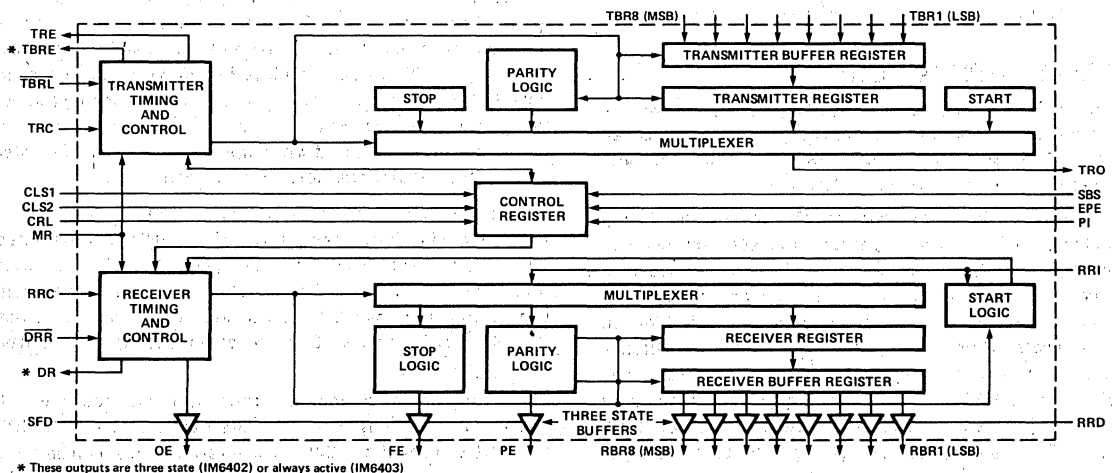 TBR8 (MSB) TBR1 (LSB)
TRE
* TBRE
TRANSMITTER BUFFER REGISTER
TBRL
TRANSMITTER
TIMING
AND
CONTROL
PARITY
LOGIC
STOP
TRANSMITTER REGISTER
START
TRC
MULTIPLEXER
TRO
CLS1
CLS2
CRL
MR
CONTROL
REGISTER
SBS
EPE
PI
RRI
RRC
RECEIVER
TIMING
AND
CONTROL
MULTIPLEXER
START
LOGIC
DRR
STOP
LOGIC
PARITY
LOGIC
RECEIVER REGISTER
* DR
RECEIVER BUFFER REGISTER
SFD
THREE STATE
BUFFERS
RRD
OE FE PE RBR8 (MSB) RBR1 (LSB)
* These outputs are three state (IM6402) or always active (IM6403)